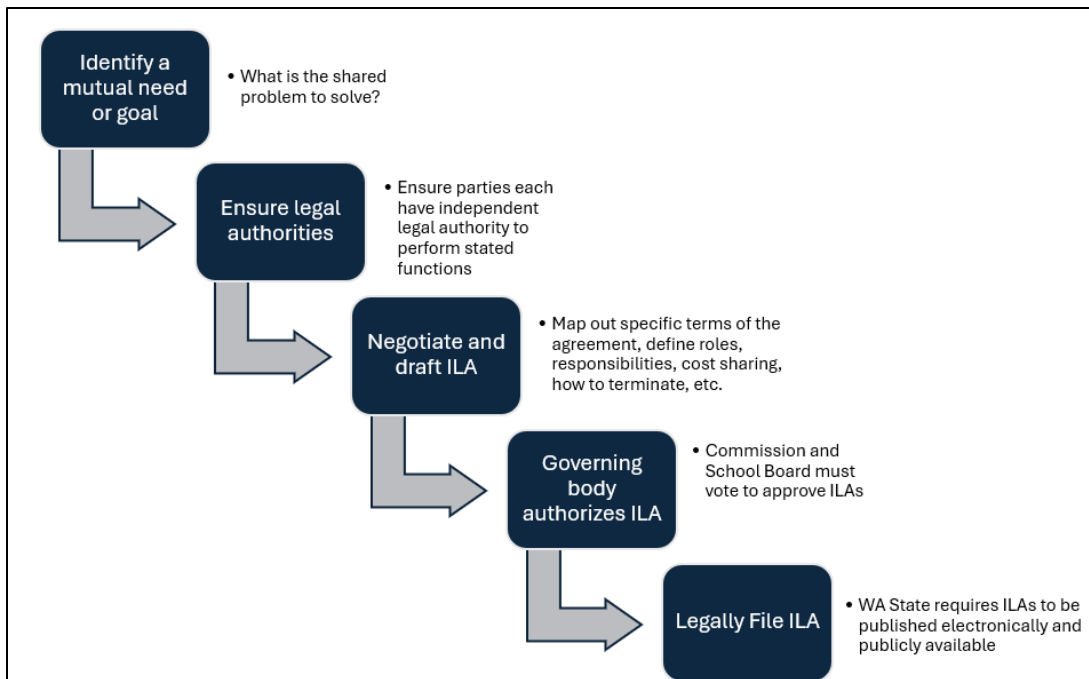 Identify a
mutual need
or goal
• What is the shared
problem to solve?
Ensure legal
authorities
• Ensure parties each
have independent
legal authority to
perform stated
functions
Negotiate and
draft ILA
• Map out specific terms of the
agreement, define roles,
responsibilities, cost sharing,
how to terminate, etc.
Governing
body
authorizes ILA
• Commission and
School Board must
vote to approve ILAs
Legally File ILA
• WA State requires ILAs to be
published electronically and
publicly available